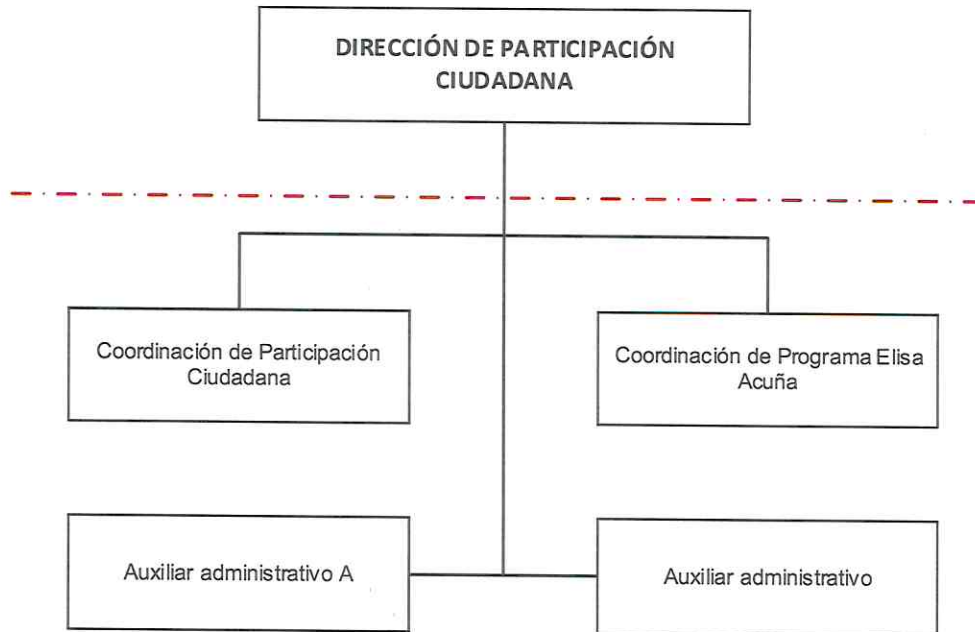 DIRECCIÓN DE PARTICIPACIÓN
CIUDADANA
Coordinación de Participación
Ciudadana
Coordinación de Programa Elisa
Acuña
Auxiliar administrativo A
Auxiliar administrativo